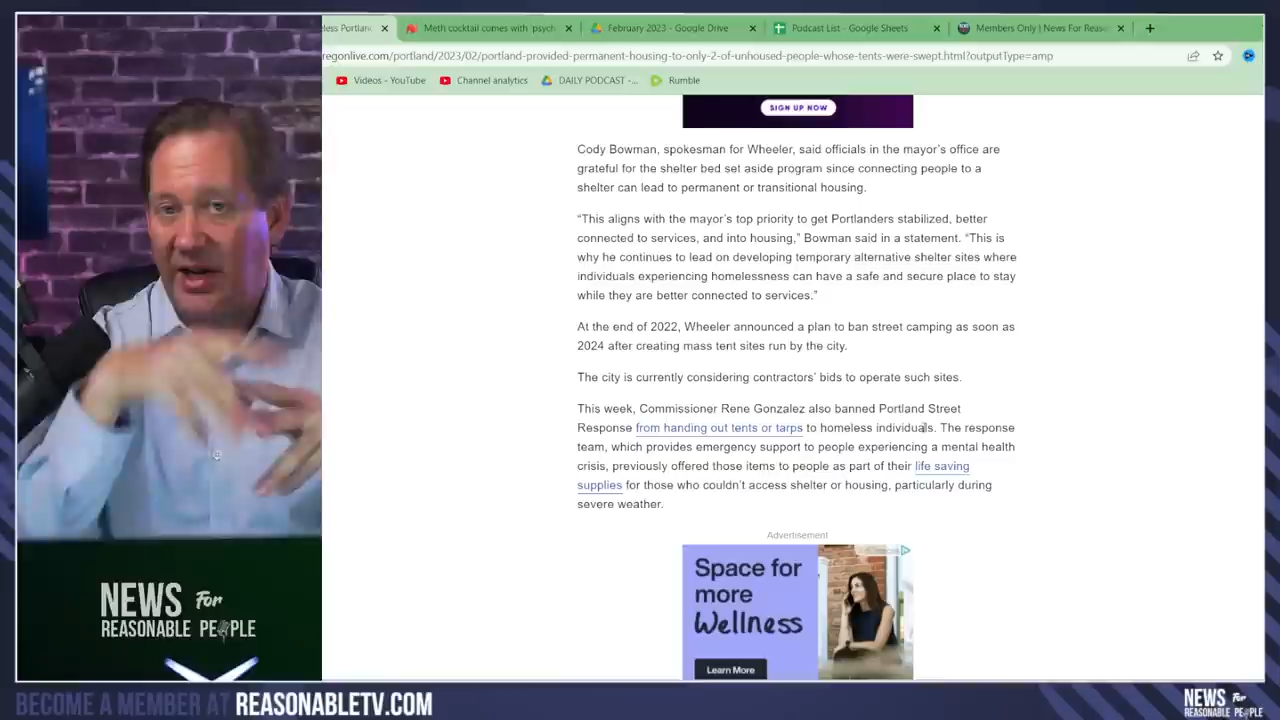 eless Portlan
Meth cocktail comes with 'psych
February 2023 - Google Drive
Podcast List - Google Sheets
Members Only | News For Reaso
regonlive.com/portland/2023/02/portland-provided-permanent-housing-to-only-2-of-unhoused-people-whose-tents-were-swept.html?outputType=amp
Videos - YouTube
Channel analytics
DAILY PODCAST -...
Rumble
SIGN UP NOW
Cody Bowman, spokesman for Wheeler, said officials in the mayor’s office are
grateful for the shelter bed set aside program since connecting people to a
shelter can lead to permanent or transitional housing.
“This aligns with the mayor’s top priority to get Portlanders stabilized, better
connected to services, and into housing,” Bowman said in a statement. “This is
why he continues to lead on developing temporary alternative shelter sites where
individuals experiencing homelessness can have a safe and secure place to stay
while they are better connected to services.”
At the end of 2022, Wheeler announced a plan to ban street camping as soon as
2024 after creating mass tent sites run by the city.
The city is currently considering contractors’ bids to operate such sites.
This week, Commissioner Rene Gonzalez also banned Portland Street
Response from handing out tents or tarps to homeless individuals. The response
team, which provides emergency support to people experiencing a mental health
crisis, previously offered those items to people as part of their life saving
supplies for those who couldn’t access shelter or housing, particularly during
severe weather.
Advertisement
Space for
more
Wellness
Learn More
NEWS For
REASONABLE PEOPLE
BECOME A MEMBER AT REASONABLETV.COM
NEWS For
REASONABLE PEOPLE